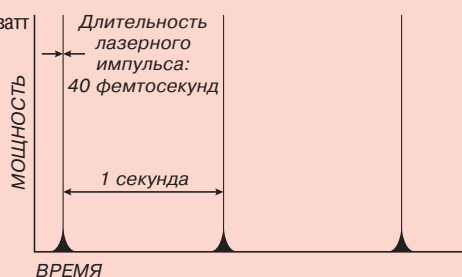 ватт
Длительность
лазерного
импульса:
40 фемтосекунд
МОЩНОСТЬ
1 секунда
ВРЕМЯ